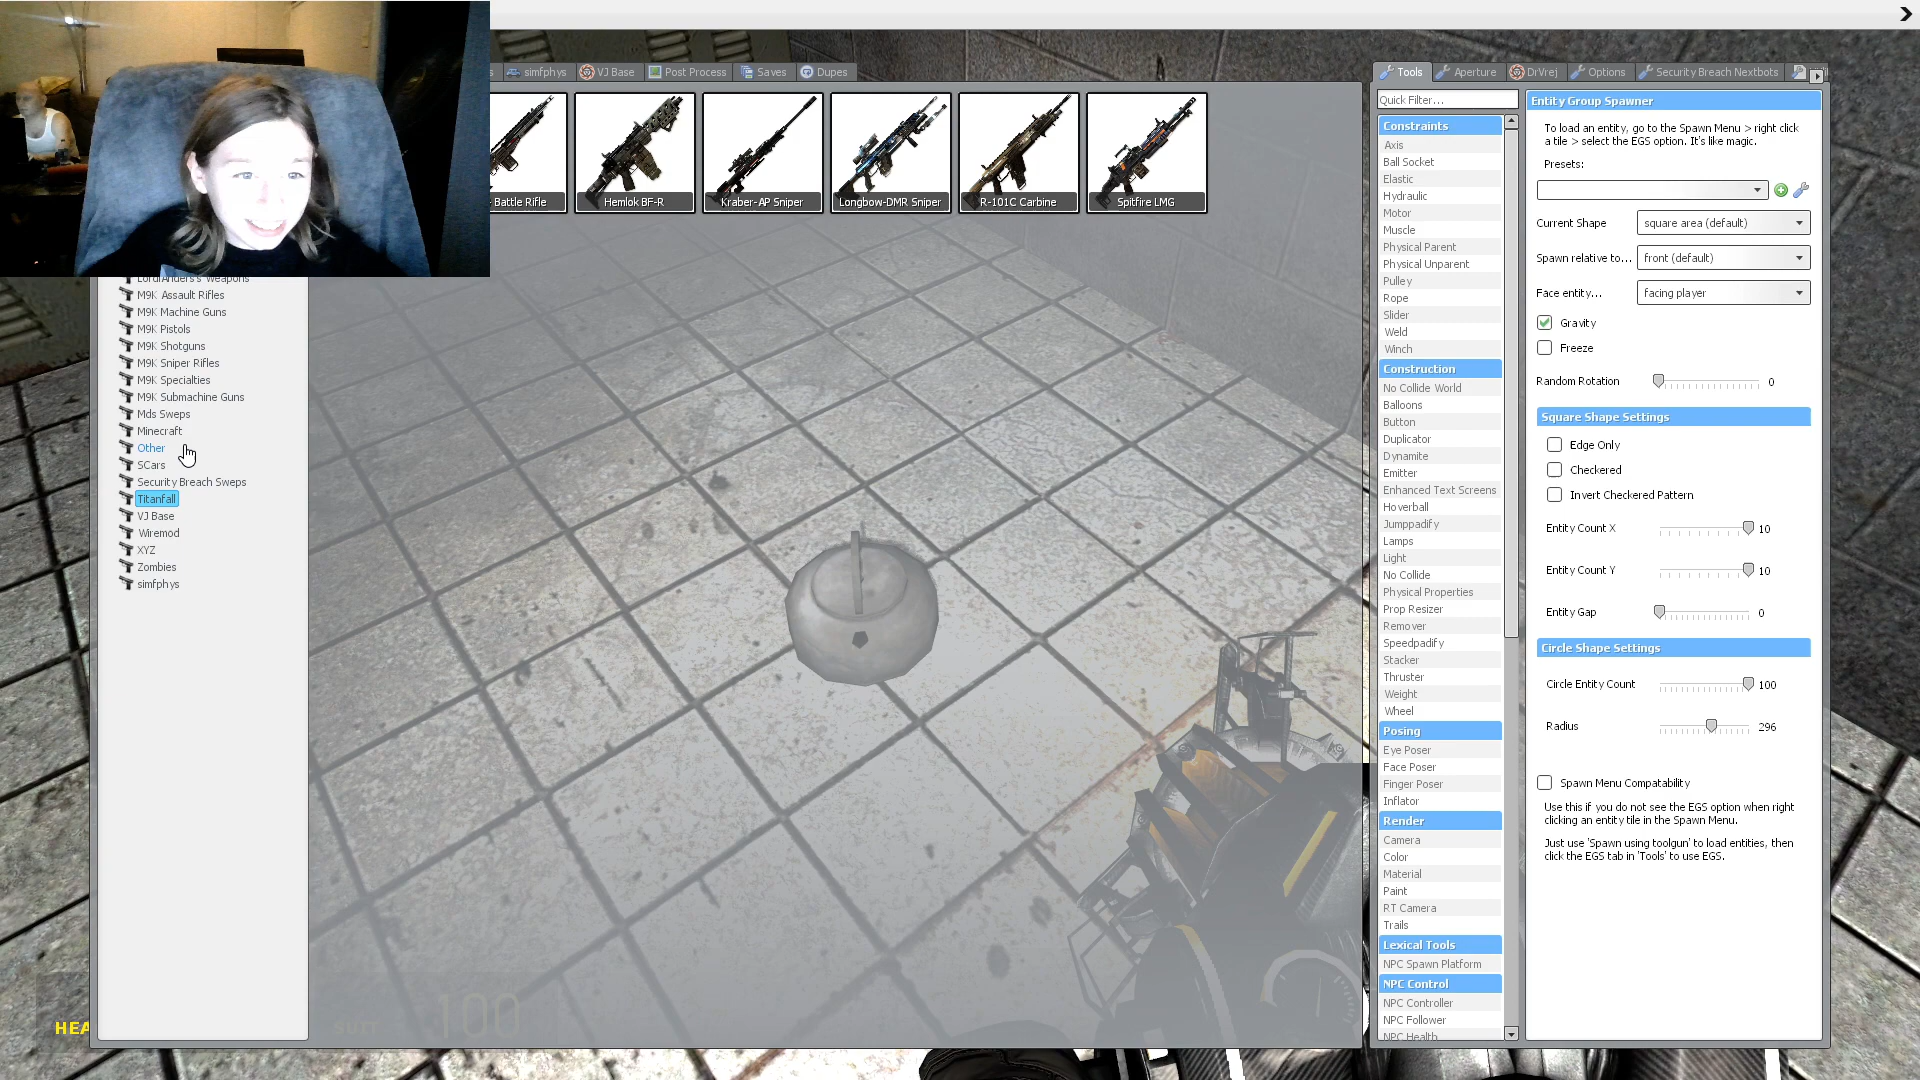 simfphys
VJ Base
Post Process
Saves
Dupes
Battle Rifle
Hemlok BF-R
Kraber-AP Sniper
Longbow-DMR Sniper
R-101C Carbine
Spitfire LMG
LordAnders's Weapons
M9K Assault Rifles
M9K Machine Guns
M9K Pistols
M9K Shotguns
M9K Sniper Rifles
M9K Specialties
M9K Submachine Guns
Mds Sweps
Minecraft
Other
SCars
Security Breach Sweps
Titanfall
VJ Base
Wiremod
XYZ
Zombies
simfphys
HEA
SUIT
100
Tools
Aperture
DrVrej
Options
Security Breach Nextbots
Quick Filter...
Constraints
Axis
Ball Socket
Elastic
Hydraulic
Motor
Muscle
Physical Parent
Physical Unparent
Pulley
Rope
Slider
Weld
Winch
Construction
No Collide World
Balloons
Button
Duplicator
Dynamite
Emitter
Enhanced Text Screens
Hoverball
Jumppadify
Lamps
Light
No Collide
Physical Properties
Prop Resizer
Remover
Speedpadify
Stacker
Thruster
Weight
Wheel
Posing
Eye Poser
Face Poser
Finger Poser
Inflator
Render
Camera
Color
Material
Paint
RT Camera
Trails
Lexical Tools
NPC Spawn Platform
NPC Control
NPC Controller
NPC Follower
NPC Health
Entity Group Spawner
To load an entity, go to the Spawn Menu > right click
a tile > select the EGS option. It's like magic.
Presets:
Current Shape
square area (default)
Spawn relative to...
front (default)
Face entity...
facing player
Gravity
Freeze
Random Rotation
0
Square Shape Settings
Edge Only
Checkered
Invert Checkered Pattern
Entity Count X
10
Entity Count Y
10
Entity Gap
0
Circle Shape Settings
Circle Entity Count
100
Radius
296
Spawn Menu Compatability
Use this if you do not see the EGS option when right
clicking an entity tile in the Spawn Menu.
Just use 'Spawn using toolgun' to load entities, then
click the EGS tab in 'Tools' to use EGS.